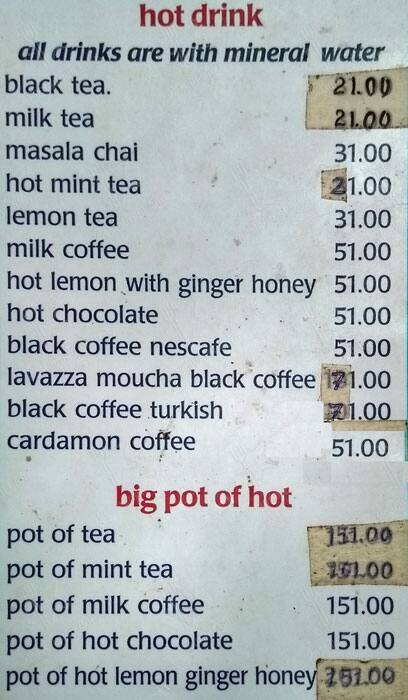 hot drink
all drinks are with mineral water
black tea. 21.00
milk tea 21.00
masala chai 31.00
hot mint tea 21.00
lemon tea 31.00
milk coffee 51.00
hot lemon with ginger honey 51.00
hot chocolate 51.00
black coffee nescafe 51.00
lavazza moucha black coffee 171.00
black coffee turkish 71.00
cardamon coffee 51.00
big pot of hot
pot of tea
pot of mint tea
pot of milk coffee 151.00
pot of hot chocolate 151.00
pot of hot lemon ginger honey